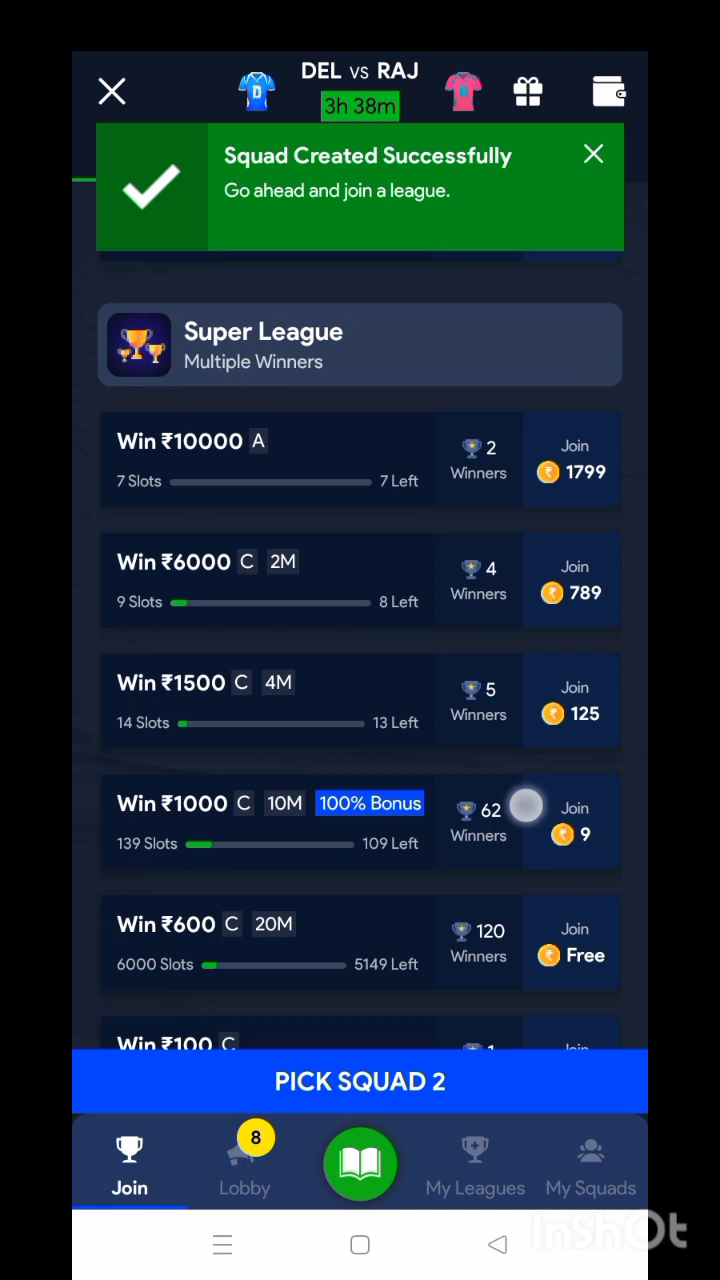 DEL vs RAJ
3h 38m
D
Squad Created Successfully
Go ahead and join a league.
Super League
Multiple Winners
Win ₹10000 A
7 Slots
7 Left
2
Winners
Join
₹ 1799
Win ₹6000 C 2M
9 Slots
8 Left
4
Winners
Join
₹ 789
Win ₹1500 C 4M
14 Slots
13 Left
5
Winners
Join
₹ 125
Win ₹1000 C 10M 100% Bonus
139 Slots
109 Left
62
Winners
Join
₹ 9
Win ₹600 C 20M
6000 Slots
5149 Left
120
Winners
Join
₹ Free
Win ₹100 C
1
Join
PICK SQUAD 2
8
Join
Lobby
My Leagues
My Squads
InShOt